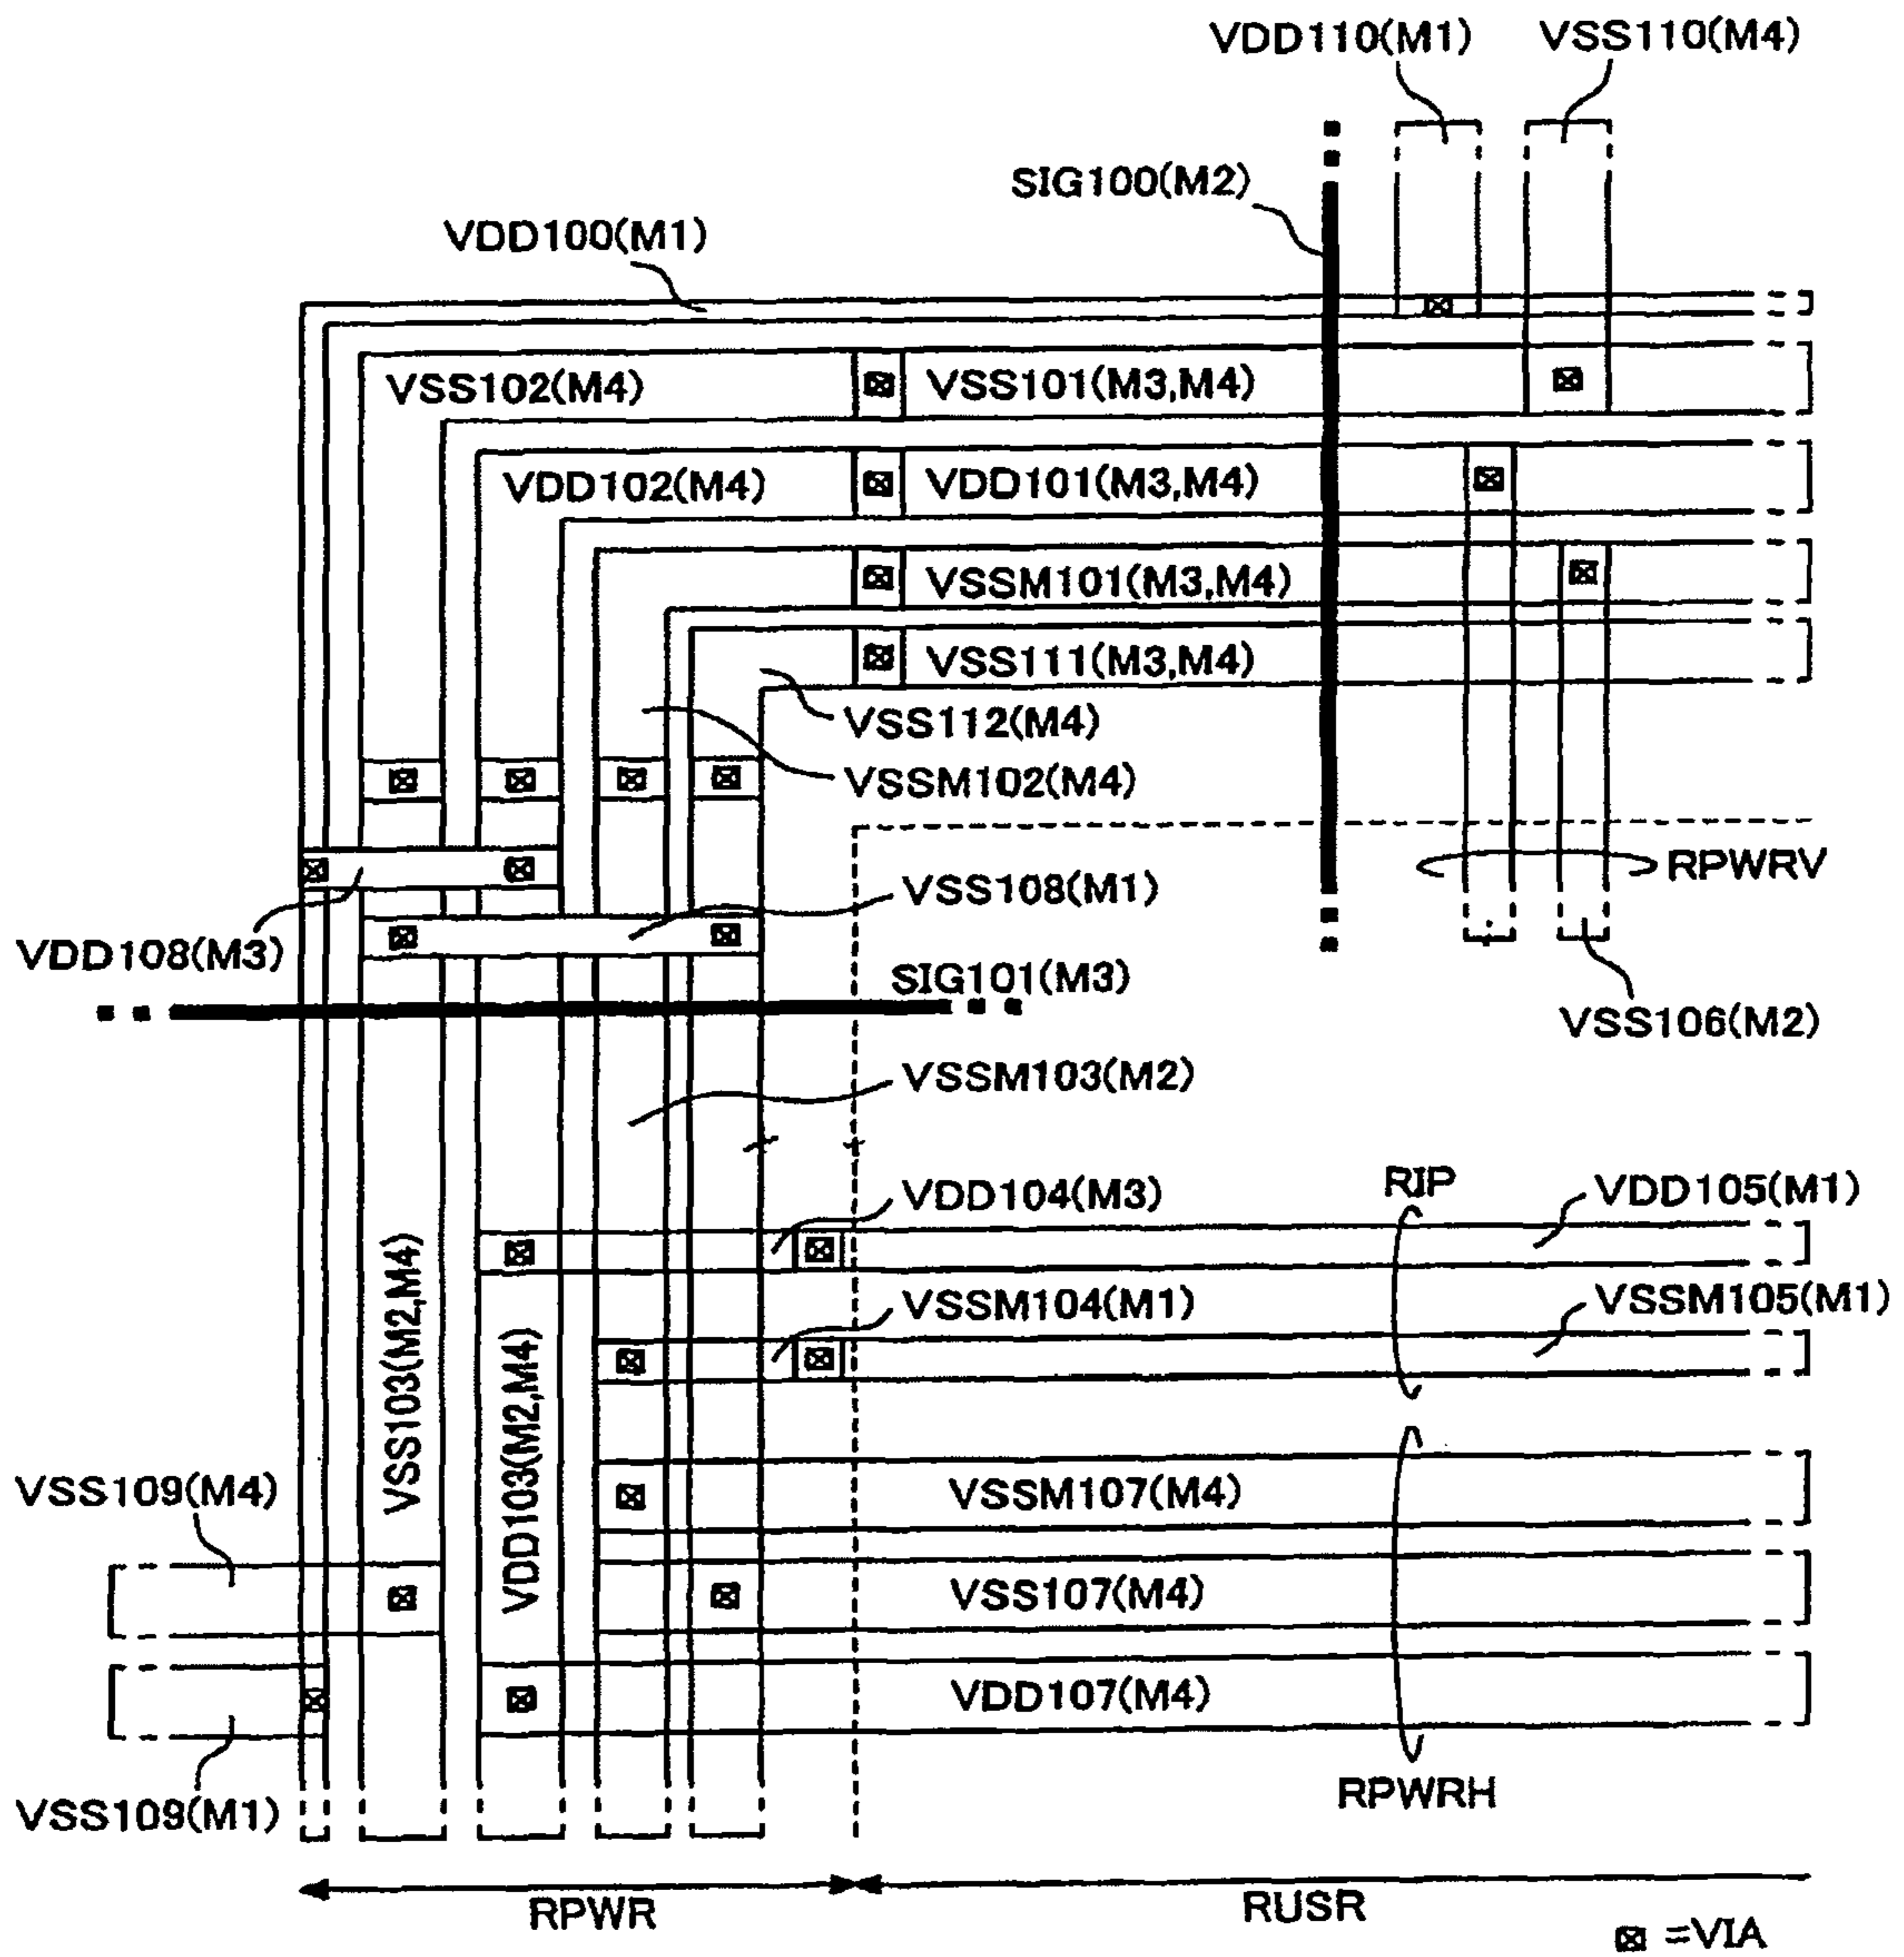 VDD110(M1)
VSS110(M4)
SIG100(M2)
VDD100(M1)
VSS102(M4)
VSS101(M3,M4)
VDD102(M4)
VDD101(M3,M4)
VSSM101(M3,M4)
VSS111(M3,M4)
VSS112(M4)
VSSM102(M4)
RPWRV
VSS108(M1)
VDD108(M3)
SIG101(M3)
VSS106(M2)
VSSM103(M2)
RIP
VDD104(M3)
VDD105(M1)
VSSM104(M1)
VSSM105(M1)
VSS103(M2,M4)
VDD103(M2,M4)
VSS109(M4)
VSSM107(M4)
VSS107(M4)
VDD107(M4)
VSS109(M1)
RPWRH
RPWR
RUSR
=VIA